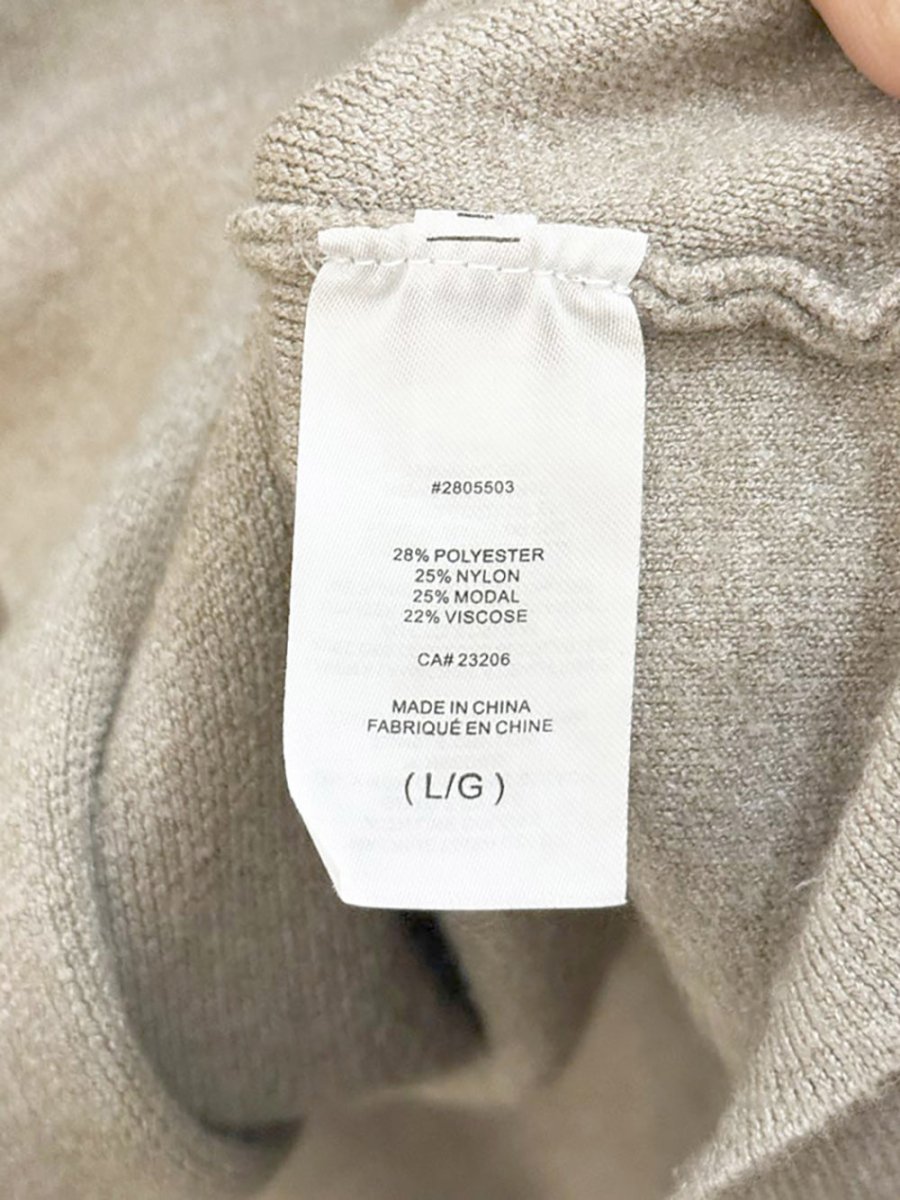 #2805503
28% POLYESTER
25% NYLON
25% MODAL
22% VISCOSE
CA# 23206
MADE IN CHINA
FABRIQUÉ EN CHINE
( L/G )